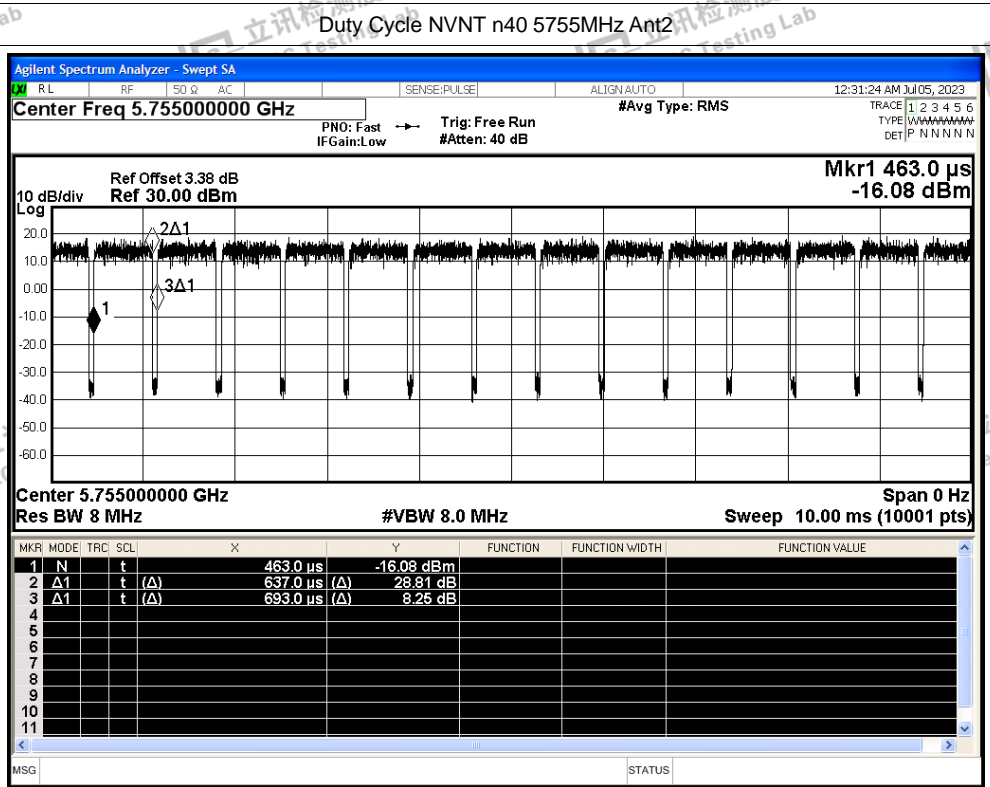 Duty Cycle NVNT n40 5755MHz Ant2
Agilent Spectrum Analyzer - Swept SA
LXI RL RF 50 Ω AC SENSE:PULSE ALIGN AUTO 12:31:24 AM Jul 05, 2023
Center Freq 5.755000000 GHz #Avg Type: RMS TRACE 1 2 3 4 5 6
PNO: Fast Trig: Free Run TYPE WWWWWW
IFGain:Low #Atten: 40 dB DET P N N N N N
Mkr1 463.0 µs
Ref Offset 3.38 dB
10 dB/div Ref 30.00 dBm -16.08 dBm
Log
20.0
2Δ1
10.0
0.00
3Δ1
-10.0
1
-20.0
-30.0
-40.0
-50.0
-60.0
Center 5.755000000 GHz Span 0 Hz
Res BW 8 MHz #VBW 8.0 MHz Sweep 10.00 ms (10001 pts)
MKR MODE TRC SCL X Y FUNCTION FUNCTION WIDTH FUNCTION VALUE
1 N t 463.0 µs -16.08 dBm
2 Δ1 t (Δ) 637.0 µs (Δ) 28.81 dB
3 Δ1 t (Δ) 693.0 µs (Δ) 8.25 dB
4
5
6
7
8
9
10
11
MSG STATUS